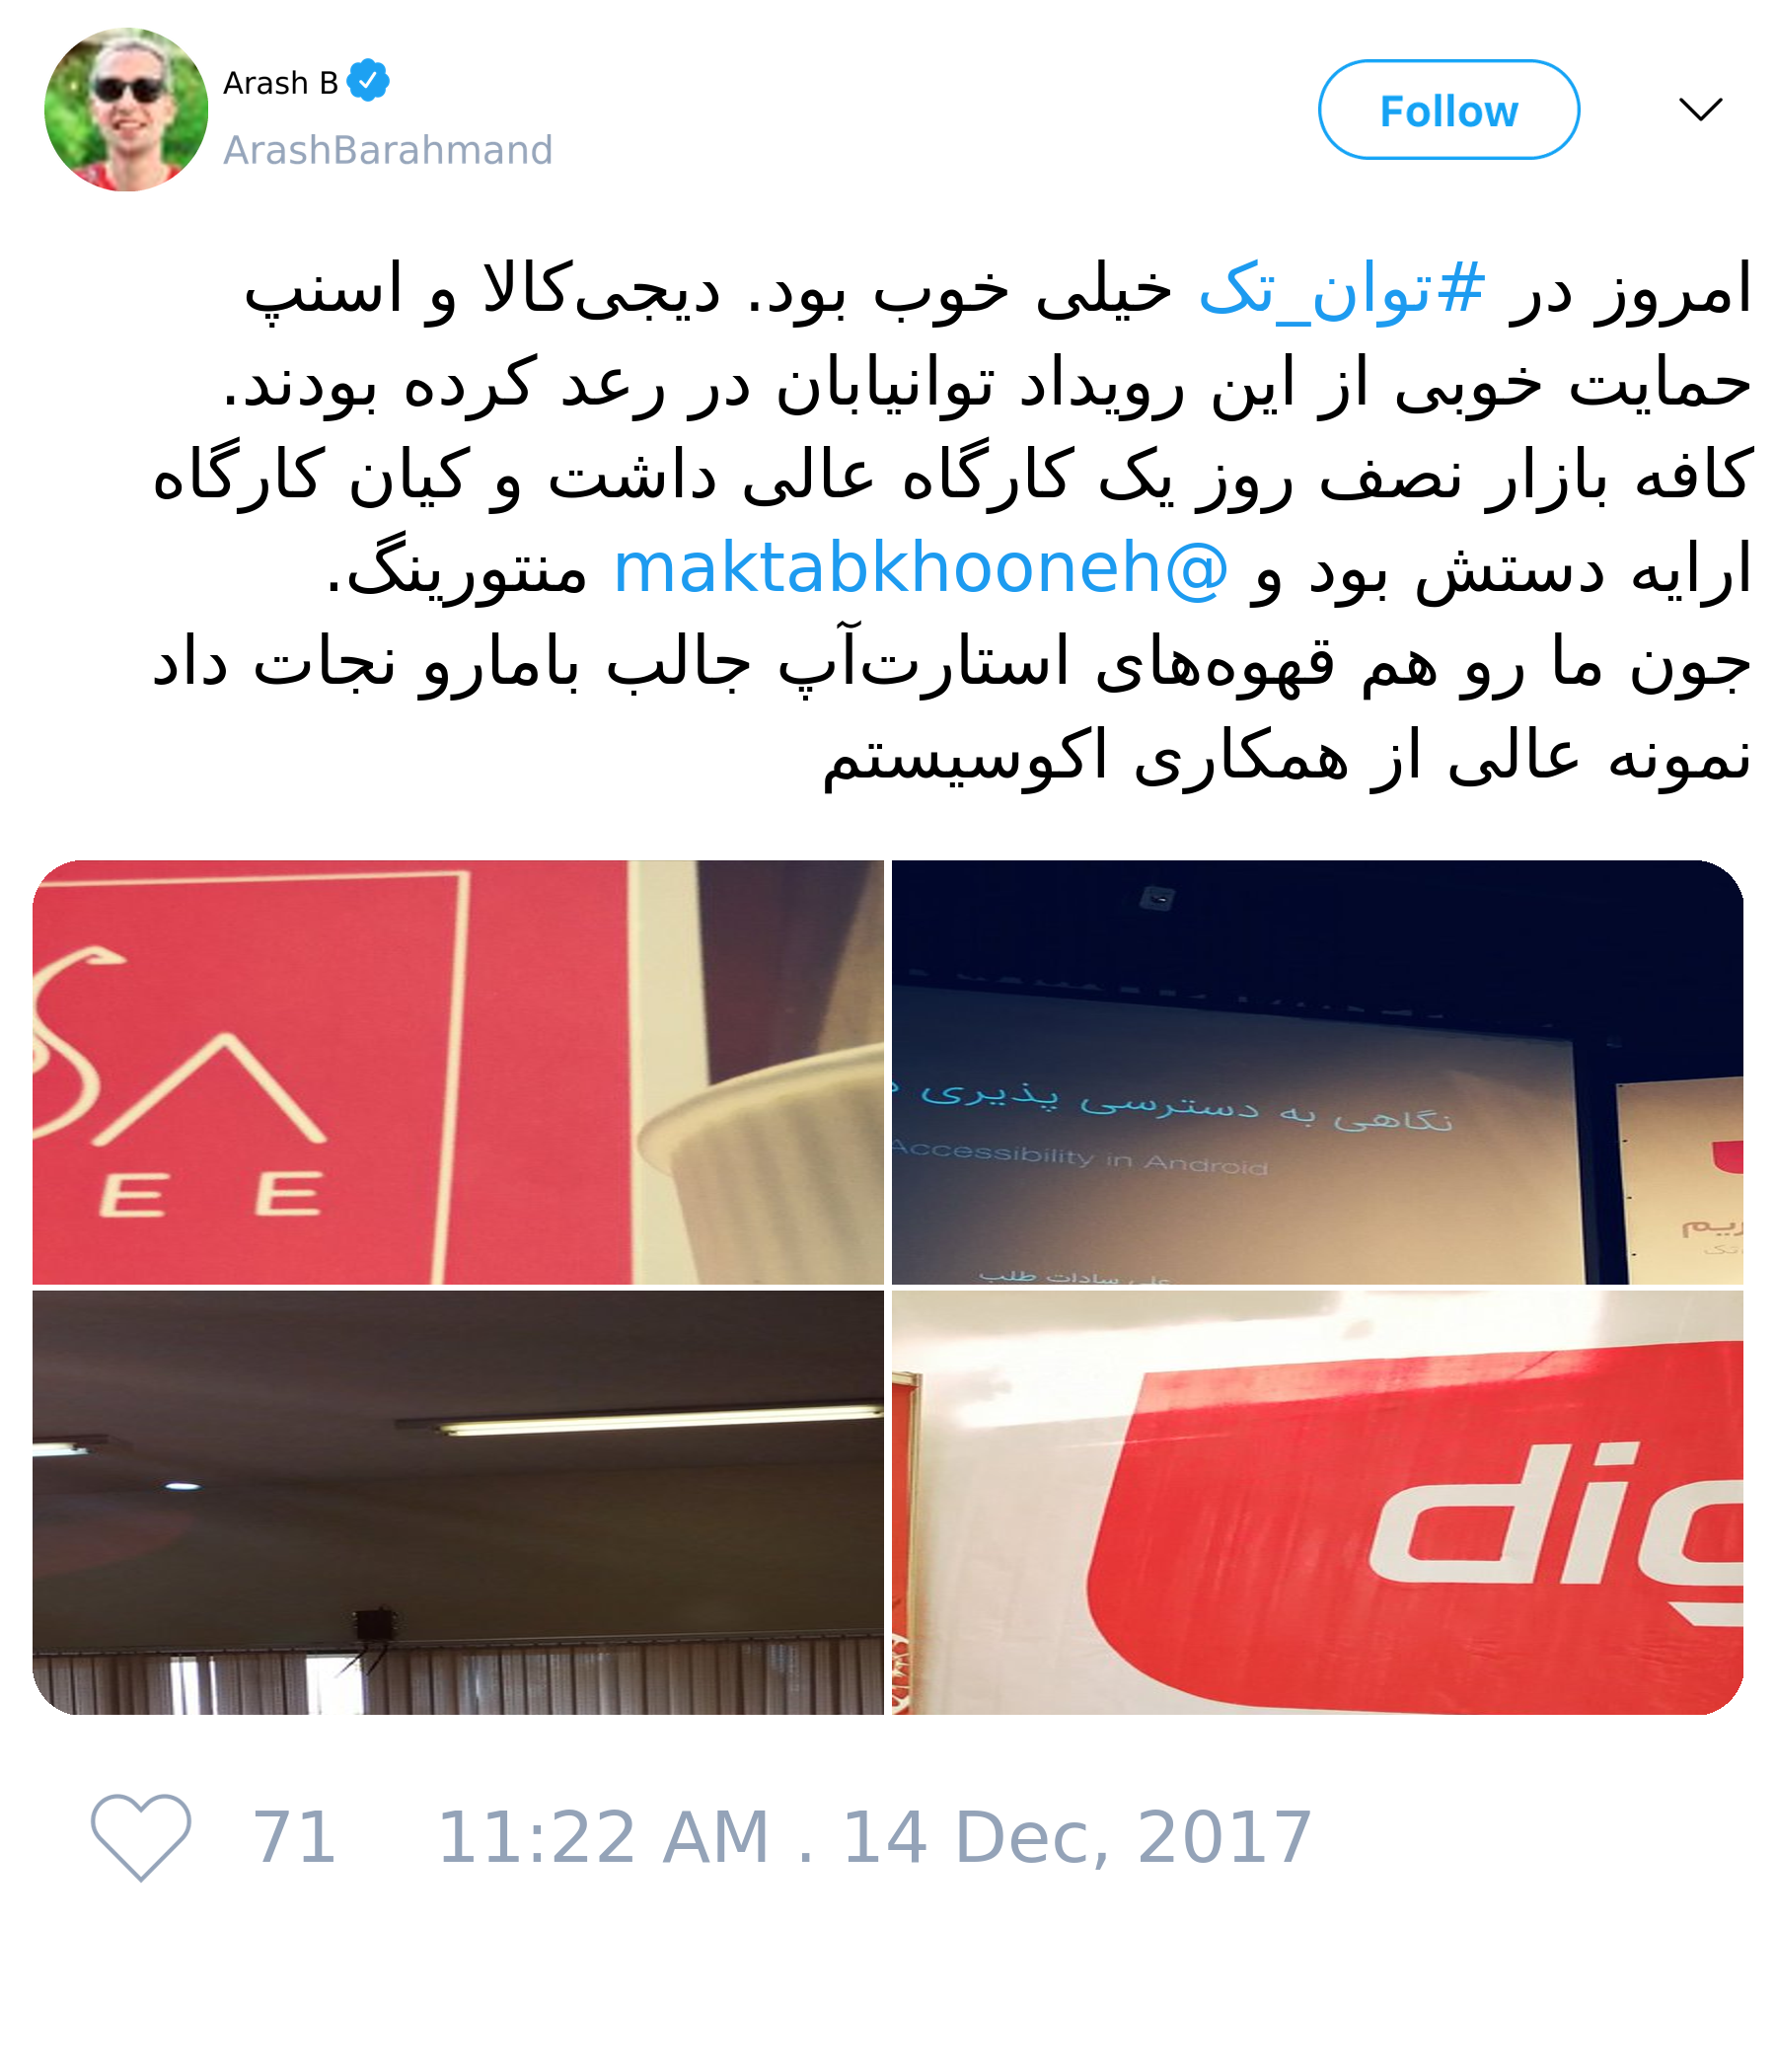 Arash B
ArashBarahmand
Follow
امروز در #توان_تک خیلی خوب بود. دیجی‌کالا و اسنپ
حمایت خوبی از این رویداد توانیابان در رعد کرده بودند.
کافه بازار نصف روز یک کارگاه عالی داشت و کیان کارگاه
ارایه دستش بود و @maktabkhooneh منتورینگ.
جون ما رو هم قهوه‌های استارت‌آپ جالب بامارو نجات داد
نمونه عالی از همکاری اکوسیستم
SA
EE
نگاهی به دسترسی پذیری
Accessibility in Android
علی سادات طلب
dig
71 11:22 AM . 14 Dec, 2017